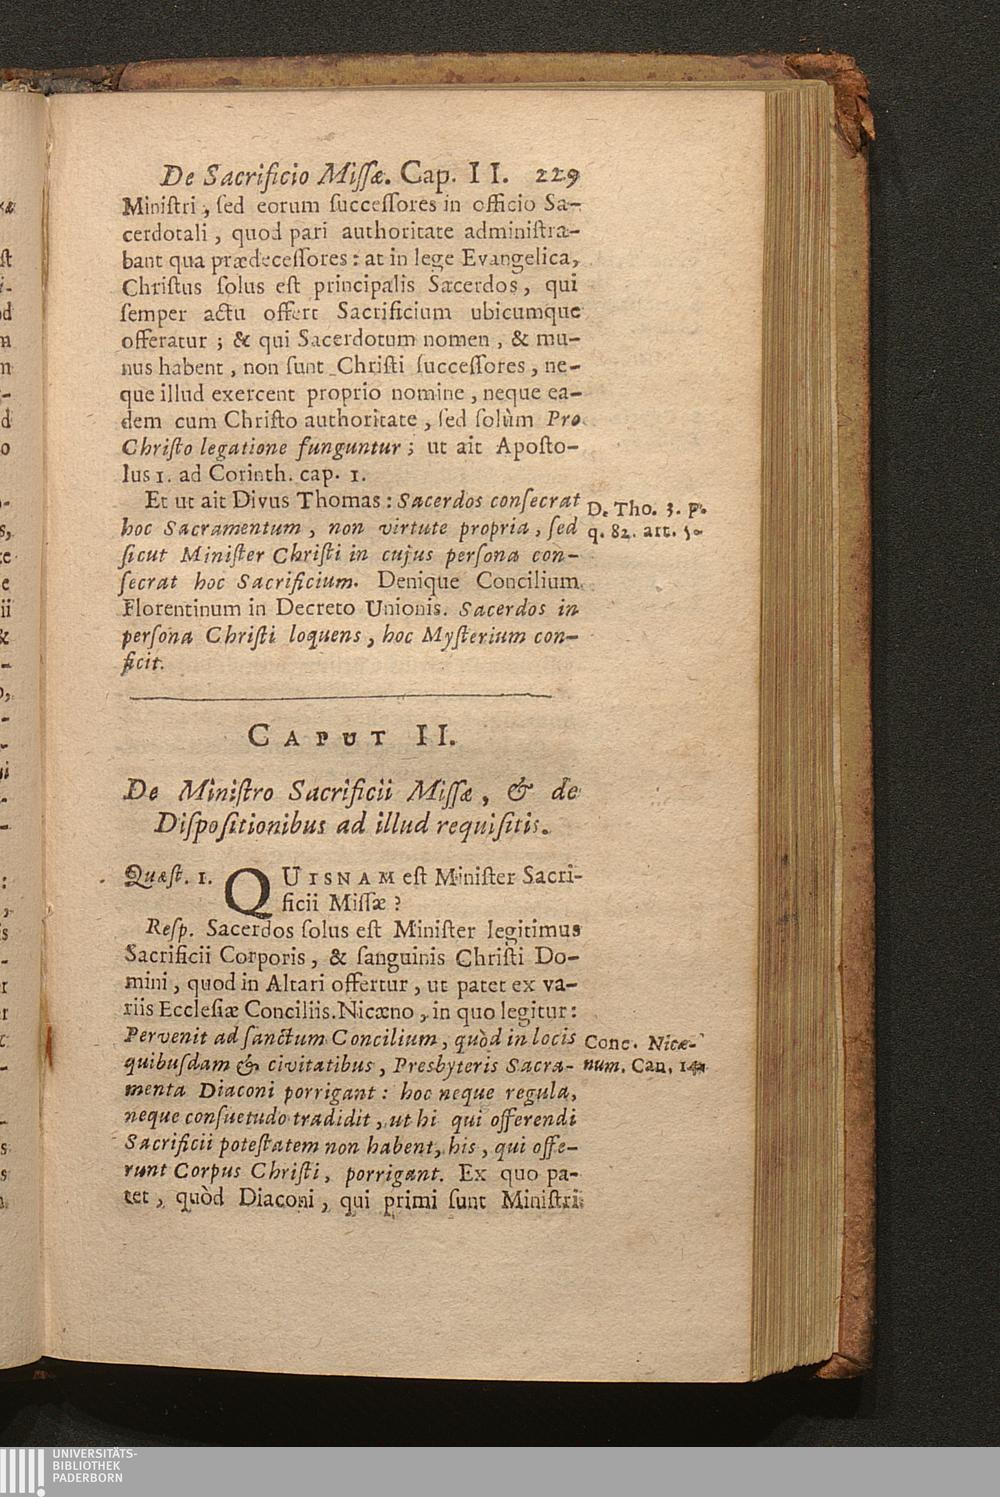 De Sacrificio Missæ. Cap. II. 229
Ministri, sed eorum successores in officio Sa-
cerdotali, quod pari authoritate administra-
bant qua prædecessores: at in lege Evangelica,
Christus solus est principalis Sacerdos, qui
semper actu offert Sacrificium ubicumque
offeratur; & qui Sacerdotum nomen, & mu-
nus habent, non sunt Christi successores, ne-
que illud exercent proprio nomine, neque ea-
dem cum Christo authoritate, sed solùm Pro
Christo legatione funguntur; ut ait Aposto-
lus 1. ad Corinth. cap. 1.
Et ut ait Divus Thomas: Sacerdos consecrat
hoc Sacramentum, non virtute propria, sed
sicut Minister Christi in cujus persona con-
secrat hoc Sacrificium. Denique Concilium
Florentinum in Decreto Unionis. Sacerdos in
persona Christi loquens, hoc Mysterium con-
ficit.
D. Tho. 3. p.
q. 82. art. 5.
CAPUT II.
De Ministro Sacrificii Missæ, & de
Dispositionibus ad illud requisitis.
Quæst. 1. QUISNAM est Minister Sacri-
ficii Missæ?
Resp. Sacerdos solus est Minister legitimus
Sacrificii Corporis, & sanguinis Christi Do-
mini, quod in Altari offertur, ut patet ex va-
riis Ecclesiæ Conciliis. Nicæno, in quo legitur:
Pervenit ad sanctum Concilium, quòd in locis
quibusdam & civitatibus, Presbyteris Sacra-
menta Diaconi porrigant: hoc neque regula,
neque consuetudo tradidit, ut hi qui offerendi
Sacrificii potestatem non habent, his, qui offe-
runt Corpus Christi, porrigant. Ex quo pa-
tet, quòd Diaconi, qui primi sunt Ministri
Conc. Nicæ-
num. Can. 14.
UNIVERSITÄTS-
BIBLIOTHEK
PADERBORN